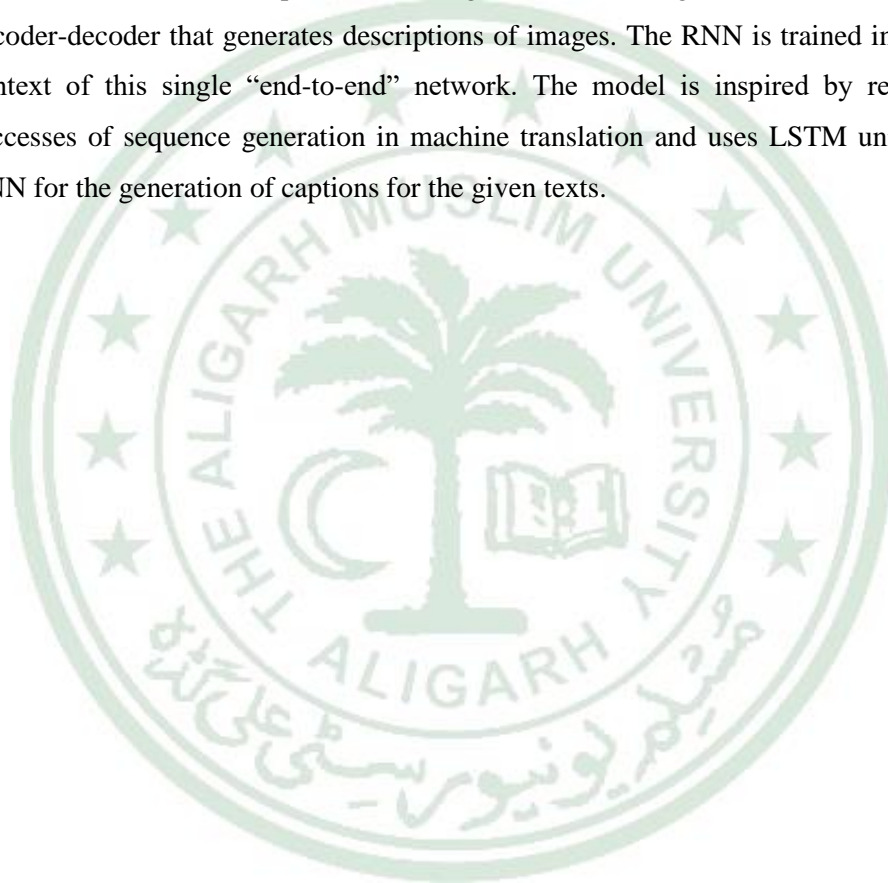 coder-decoder that generates descriptions of images. The RNN is trained in
ntext of this single “end-to-end” network. The model is inspired by re
ccesses of sequence generation in machine translation and uses LSTM un
NN for the generation of captions for the given texts.
THE ALIGARH MUSLIM UNIVERSITY
ALIGARH
مسلم یونیورسٹی علی گڑھ